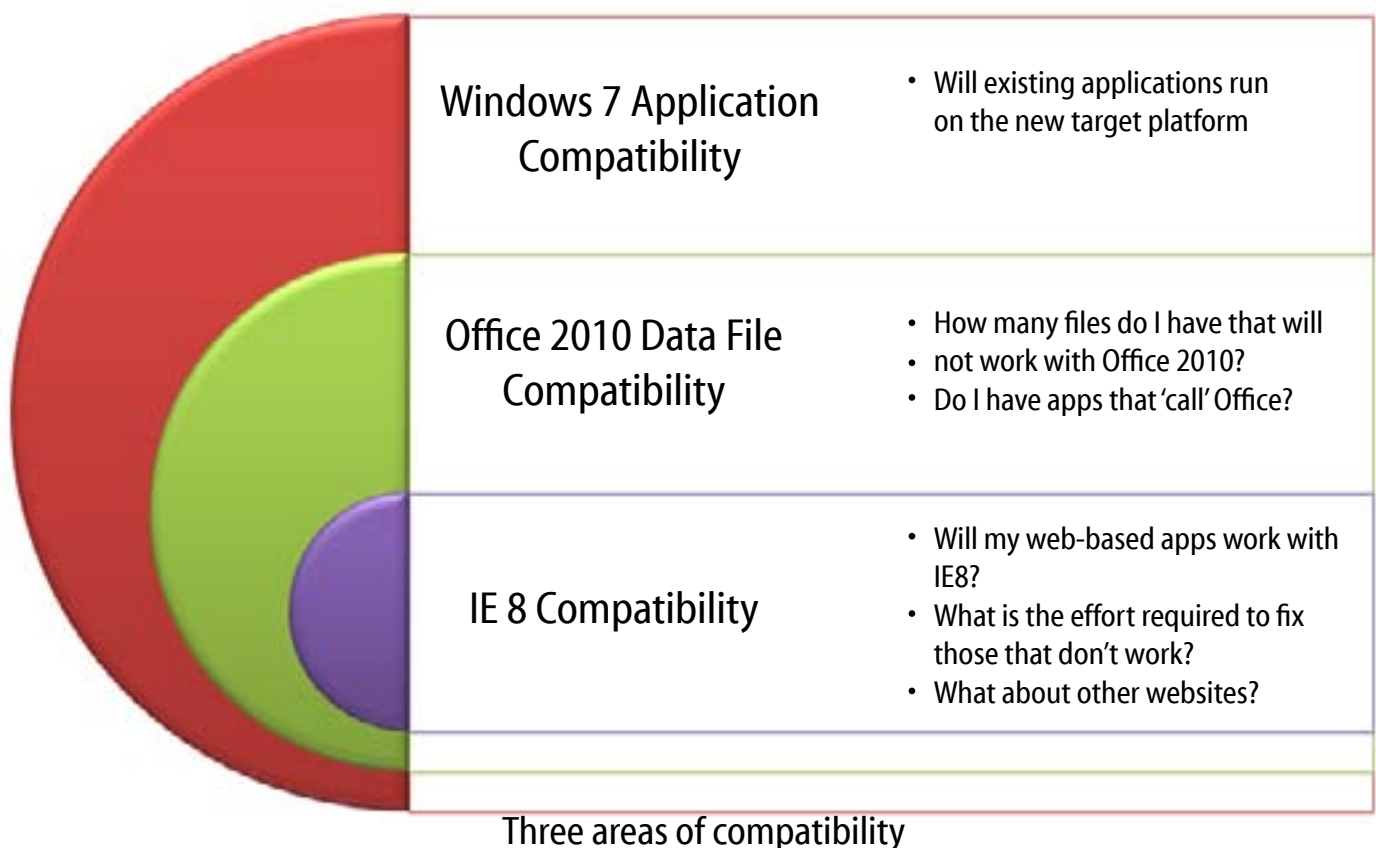 Windows 7 Application
Compatibility
• Will existing applications run
on the new target platform
Office 2010 Data File
Compatibility
• How many files do I have that will
• not work with Office 2010?
• Do I have apps that ‘call’ Office?
IE 8 Compatibility
• Will my web-based apps work with
IE8?
• What is the effort required to fix
those that don’t work?
• What about other websites?
Three areas of compatibility